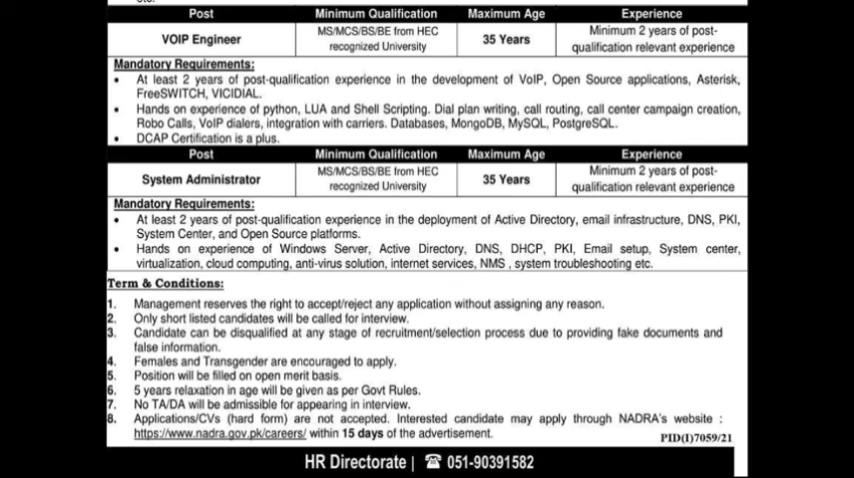 etc.
Post Minimum Qualification Maximum Age Experience
VOIP Engineer MS/MCS/BS/BE from HEC recognized University 35 Years Minimum 2 years of post-qualification relevant experience
Mandatory Requirements:
• At least 2 years of post-qualification experience in the development of VoIP, Open Source applications, Asterisk,
FreeSWITCH, VICIDIAL.
• Hands on experience of python, LUA and Shell Scripting. Dial plan writing, call routing, call center campaign creation,
Robo Calls, VoIP dialers, integration with carriers. Databases, MongoDB, MySQL, PostgreSQL.
• DCAP Certification is a plus.
Post Minimum Qualification Maximum Age Experience
System Administrator MS/MCS/BS/BE from HEC recognized University 35 Years Minimum 2 years of post-qualification relevant experience
Mandatory Requirements:
• At least 2 years of post-qualification experience in the deployment of Active Directory, email infrastructure, DNS, PKI,
System Center, and Open Source platforms.
• Hands on experience of Windows Server, Active Directory, DNS, DHCP, PKI, Email setup, System center,
virtualization, cloud computing, anti-virus solution, internet services, NMS , system troubleshooting etc.
Term & Conditions:
1. Management reserves the right to accept/reject any application without assigning any reason.
2. Only short listed candidates will be called for interview.
3. Candidate can be disqualified at any stage of recruitment/selection process due to providing fake documents and
false information.
4. Females and Transgender are encouraged to apply.
5. Position will be filled on open merit basis.
6. 5 years relaxation in age will be given as per Govt Rules.
7. No TA/DA will be admissible for appearing in interview.
8. Applications/CVs (hard form) are not accepted. Interested candidate may apply through NADRA's website :
https://www.nadra.gov.pk/careers/ within 15 days of the advertisement.
PID(I)7059/21
HR Directorate | ☎ 051-90391582